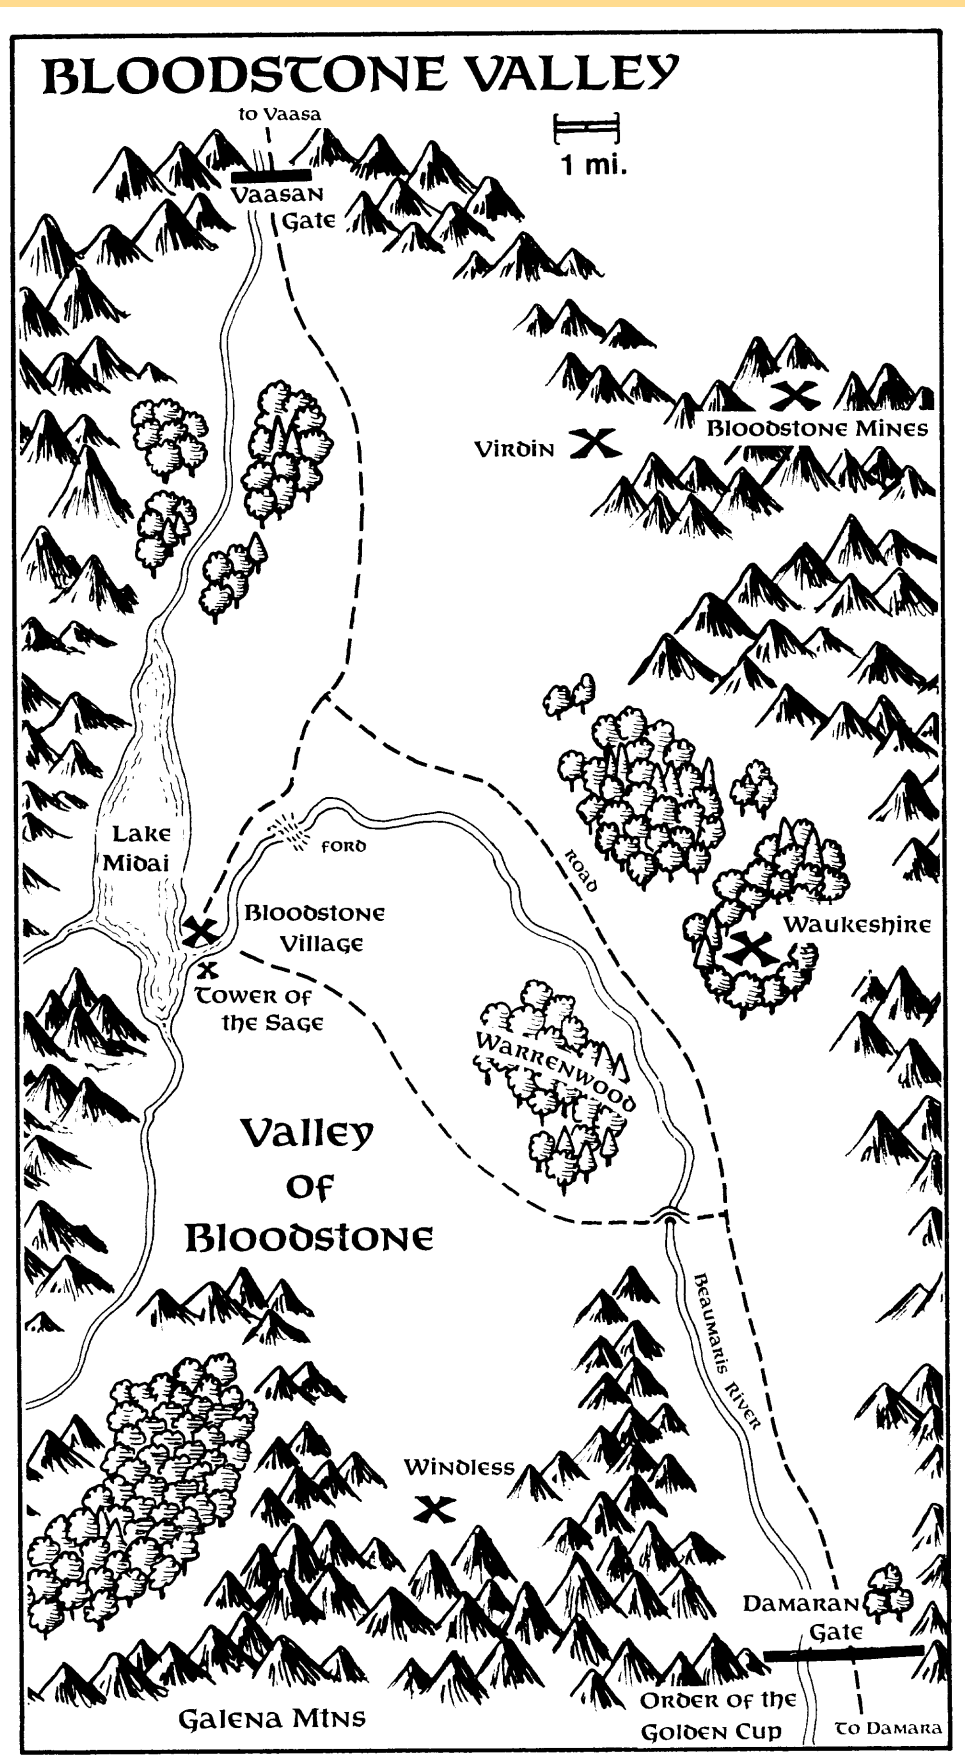 BLOODSTONE VALLEY
to Vaasa
1 mi.
Vaasan
Gate
Bloodstone Mines
Virdin
Lake
Midai
FORD
ROAD
Bloodstone
Village
Waukeshire
Tower of
the Sage
Warrenwood
Valley
Of
Bloodstone
Beaumaris River
Windless
Damaran
Gate
Order of the
Golden Cup
Galena Mtns
To Damara